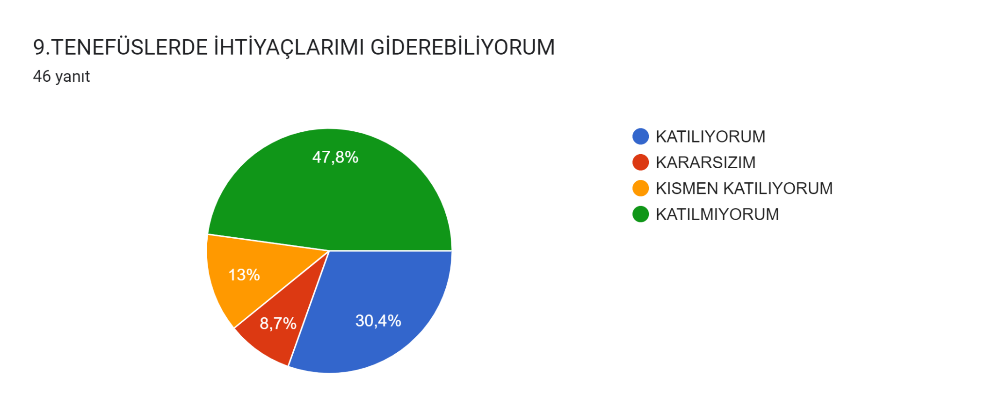 9.TENEFÜSLERDE İHTİYAÇLARIMI GİDEREBİLİYORUM
46 yanıt
47,8%
13%
8,7%
30,4%
KATILIYORUM
KARARSIZIM
KISMEN KATILIYORUM
KATILMIYORUM